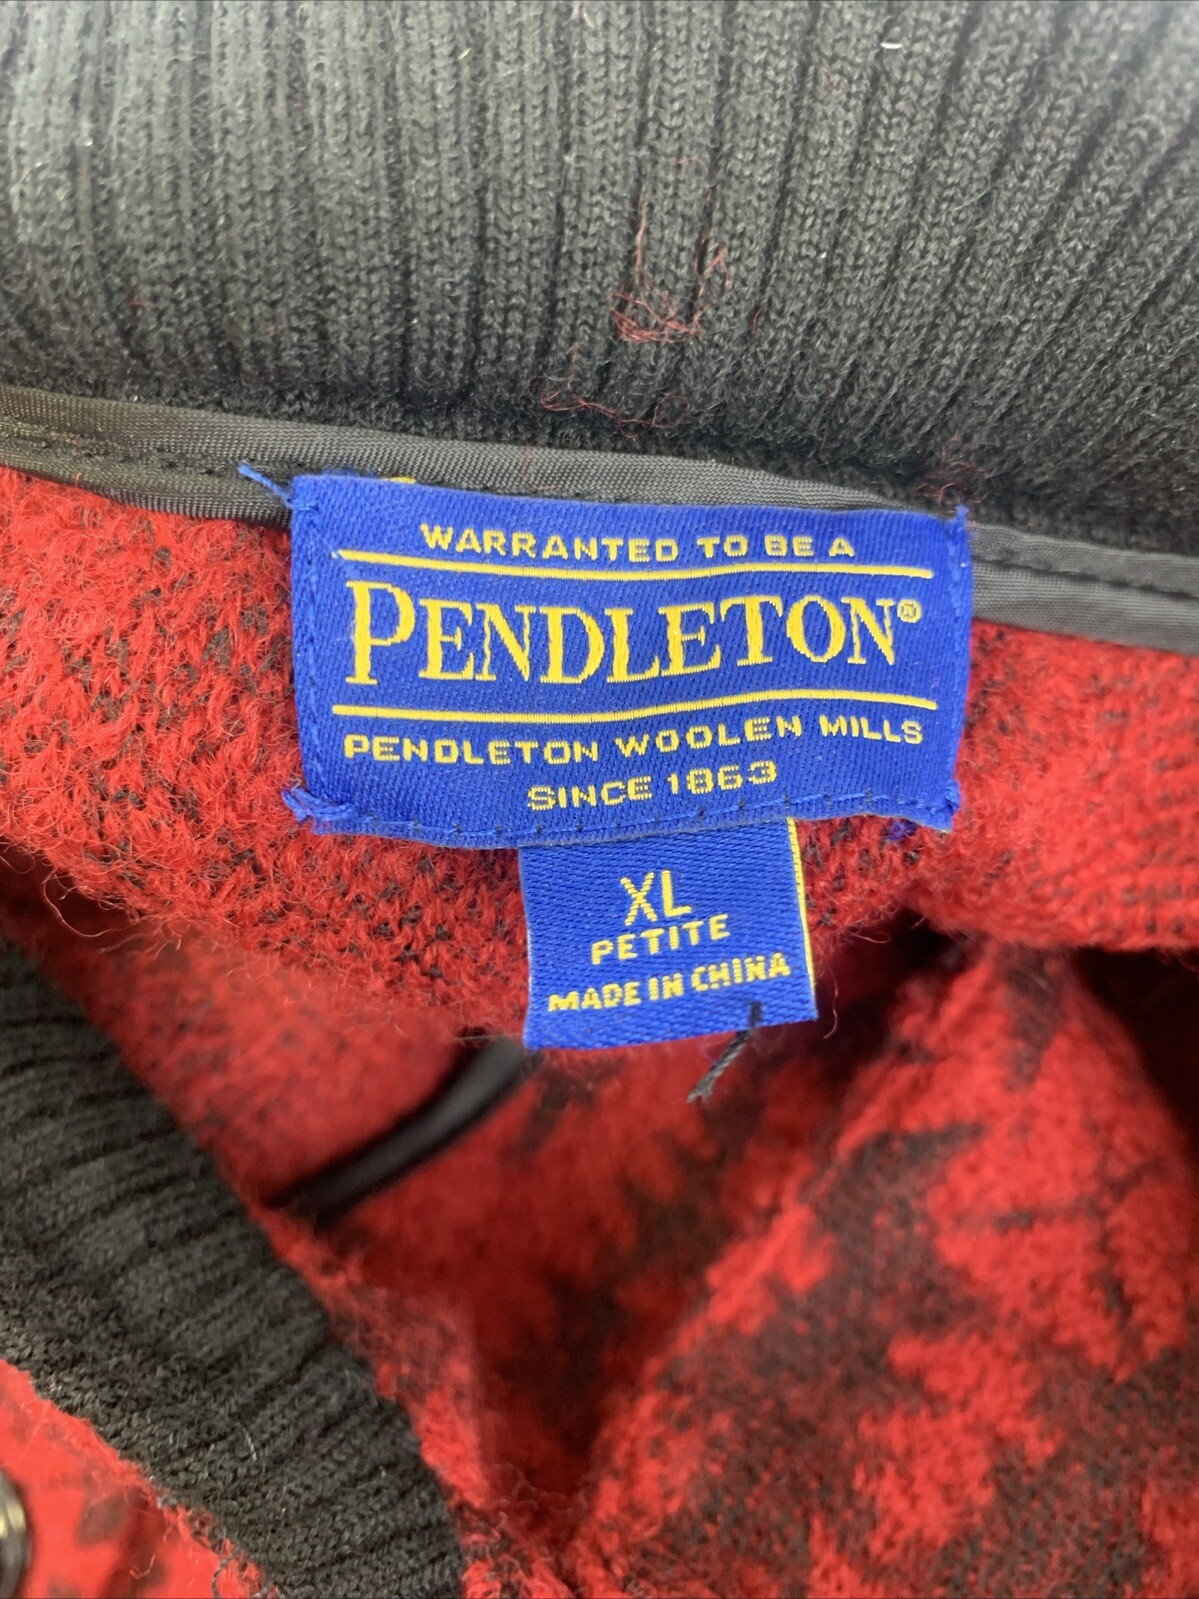 WARRANTED TO BE A
PENDLETON®
PENDLETON WOOLEN MILLS
SINCE 1863
XL
PETITE
MADE IN CHINA